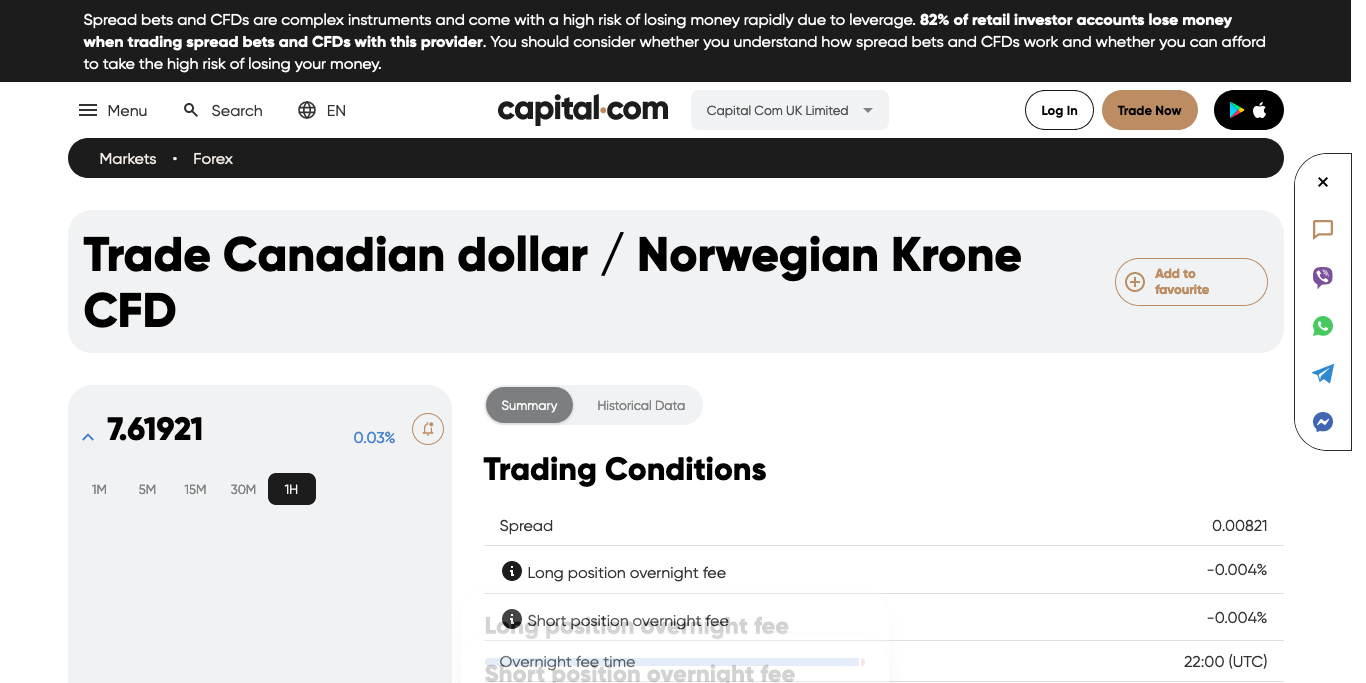 Spread bets and CFDs are complex instruments and come with a high risk of losing money rapidly due to leverage. 82% of retail investor accounts lose money
when trading spread bets and CFDs with this provider. You should consider whether you understand how spread bets and CFDs work and whether you can afford
to take the high risk of losing your money.
Menu Search EN capital.com Capital Com UK Limited Log In Trade Now
Markets • Forex
Trade Canadian dollar / Norwegian Krone
CFD
Add to
favourite
7.61921 0.03%
1M 5M 15M 30M 1H
Summary Historical Data
Trading Conditions
Spread 0.00821
Long position overnight fee -0.004%
Short position overnight fee -0.004%
Long position overnight fee
Overnight fee time 22:00 (UTC)
Short position overnight fee